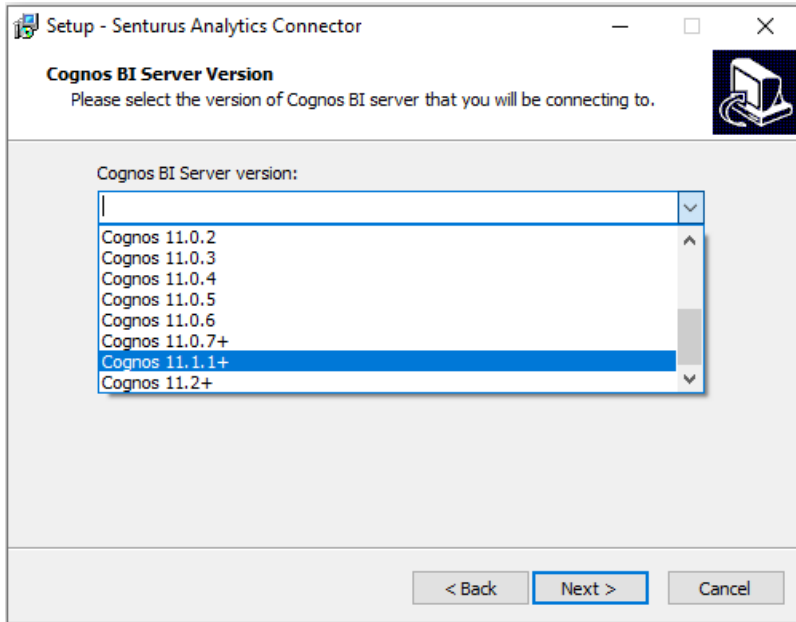 Setup - Senturus Analytics Connector
Cognos BI Server Version
Please select the version of Cognos BI server that you will be connecting to.
Cognos BI Server version:
Cognos 11.0.2
Cognos 11.0.3
Cognos 11.0.4
Cognos 11.0.5
Cognos 11.0.6
Cognos 11.0.7+
Cognos 11.1.1+
Cognos 11.2+
< Back Next > Cancel